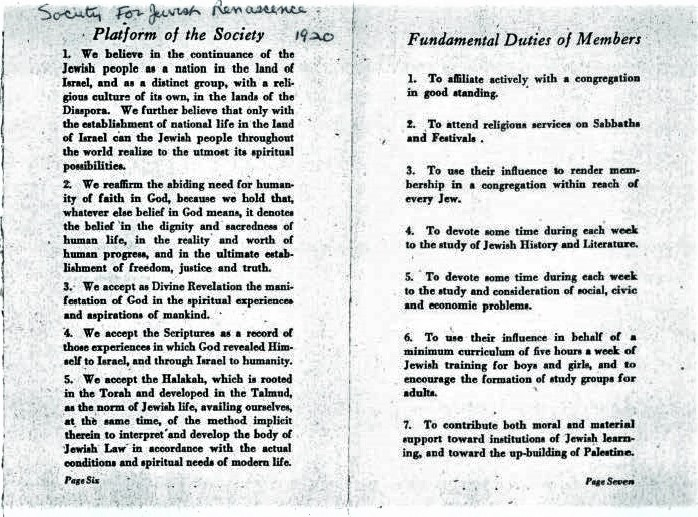 Society For Jewish Renascence
1920
Platform of the Society
1. We believe in the continuance of the
Jewish people as a nation in the land of
Israel, and as a distinct group, with a reli-
gious culture of its own, in the lands of the
Diaspora. We further believe that only with
the establishment of national life in the land
of Israel can the Jewish people throughout
the world realize to the utmost its spiritual
possibilities.
2. We reaffirm the abiding need for human-
ity of faith in God, because we hold that,
whatever else belief in God means, it denotes
the belief in the dignity and sacredness of
human life, in the reality and worth of
human progress, and in the ultimate estab-
lishment of freedom, justice and truth.
3. We accept as Divine Revelation the mani-
festation of God in the spiritual experiences
and aspirations of mankind.
4. We accept the Scriptures as a record of
those experiences in which God revealed Him-
self to Israel, and through Israel to humanity.
5. We accept the Halakah, which is rooted
in the Torah and developed in the Talmud,
as the norm of Jewish life, availing ourselves,
at the same time, of the method implicit
therein to interpret and develop the body of
Jewish Law in accordance with the actual
conditions and spiritual needs of modern life.
Page Six
Fundamental Duties of Members
1. To affiliate actively with a congregation
in good standing.
2. To attend religious services on Sabbaths
and Festivals.
3. To use their influence to render mem-
bership in a congregation within reach of
every Jew.
4. To devote some time during each week
to the study of Jewish History and Literature.
5. To devote some time during each week
to the study and consideration of social, civic
and economic problems.
6. To use their influence in behalf of a
minimum curriculum of five hours a week of
Jewish training for boys and girls, and to
encourage the formation of study groups for
adults.
7. To contribute both moral and material
support toward institutions of Jewish learn-
ing, and toward the up-building of Palestine.
Page Seven